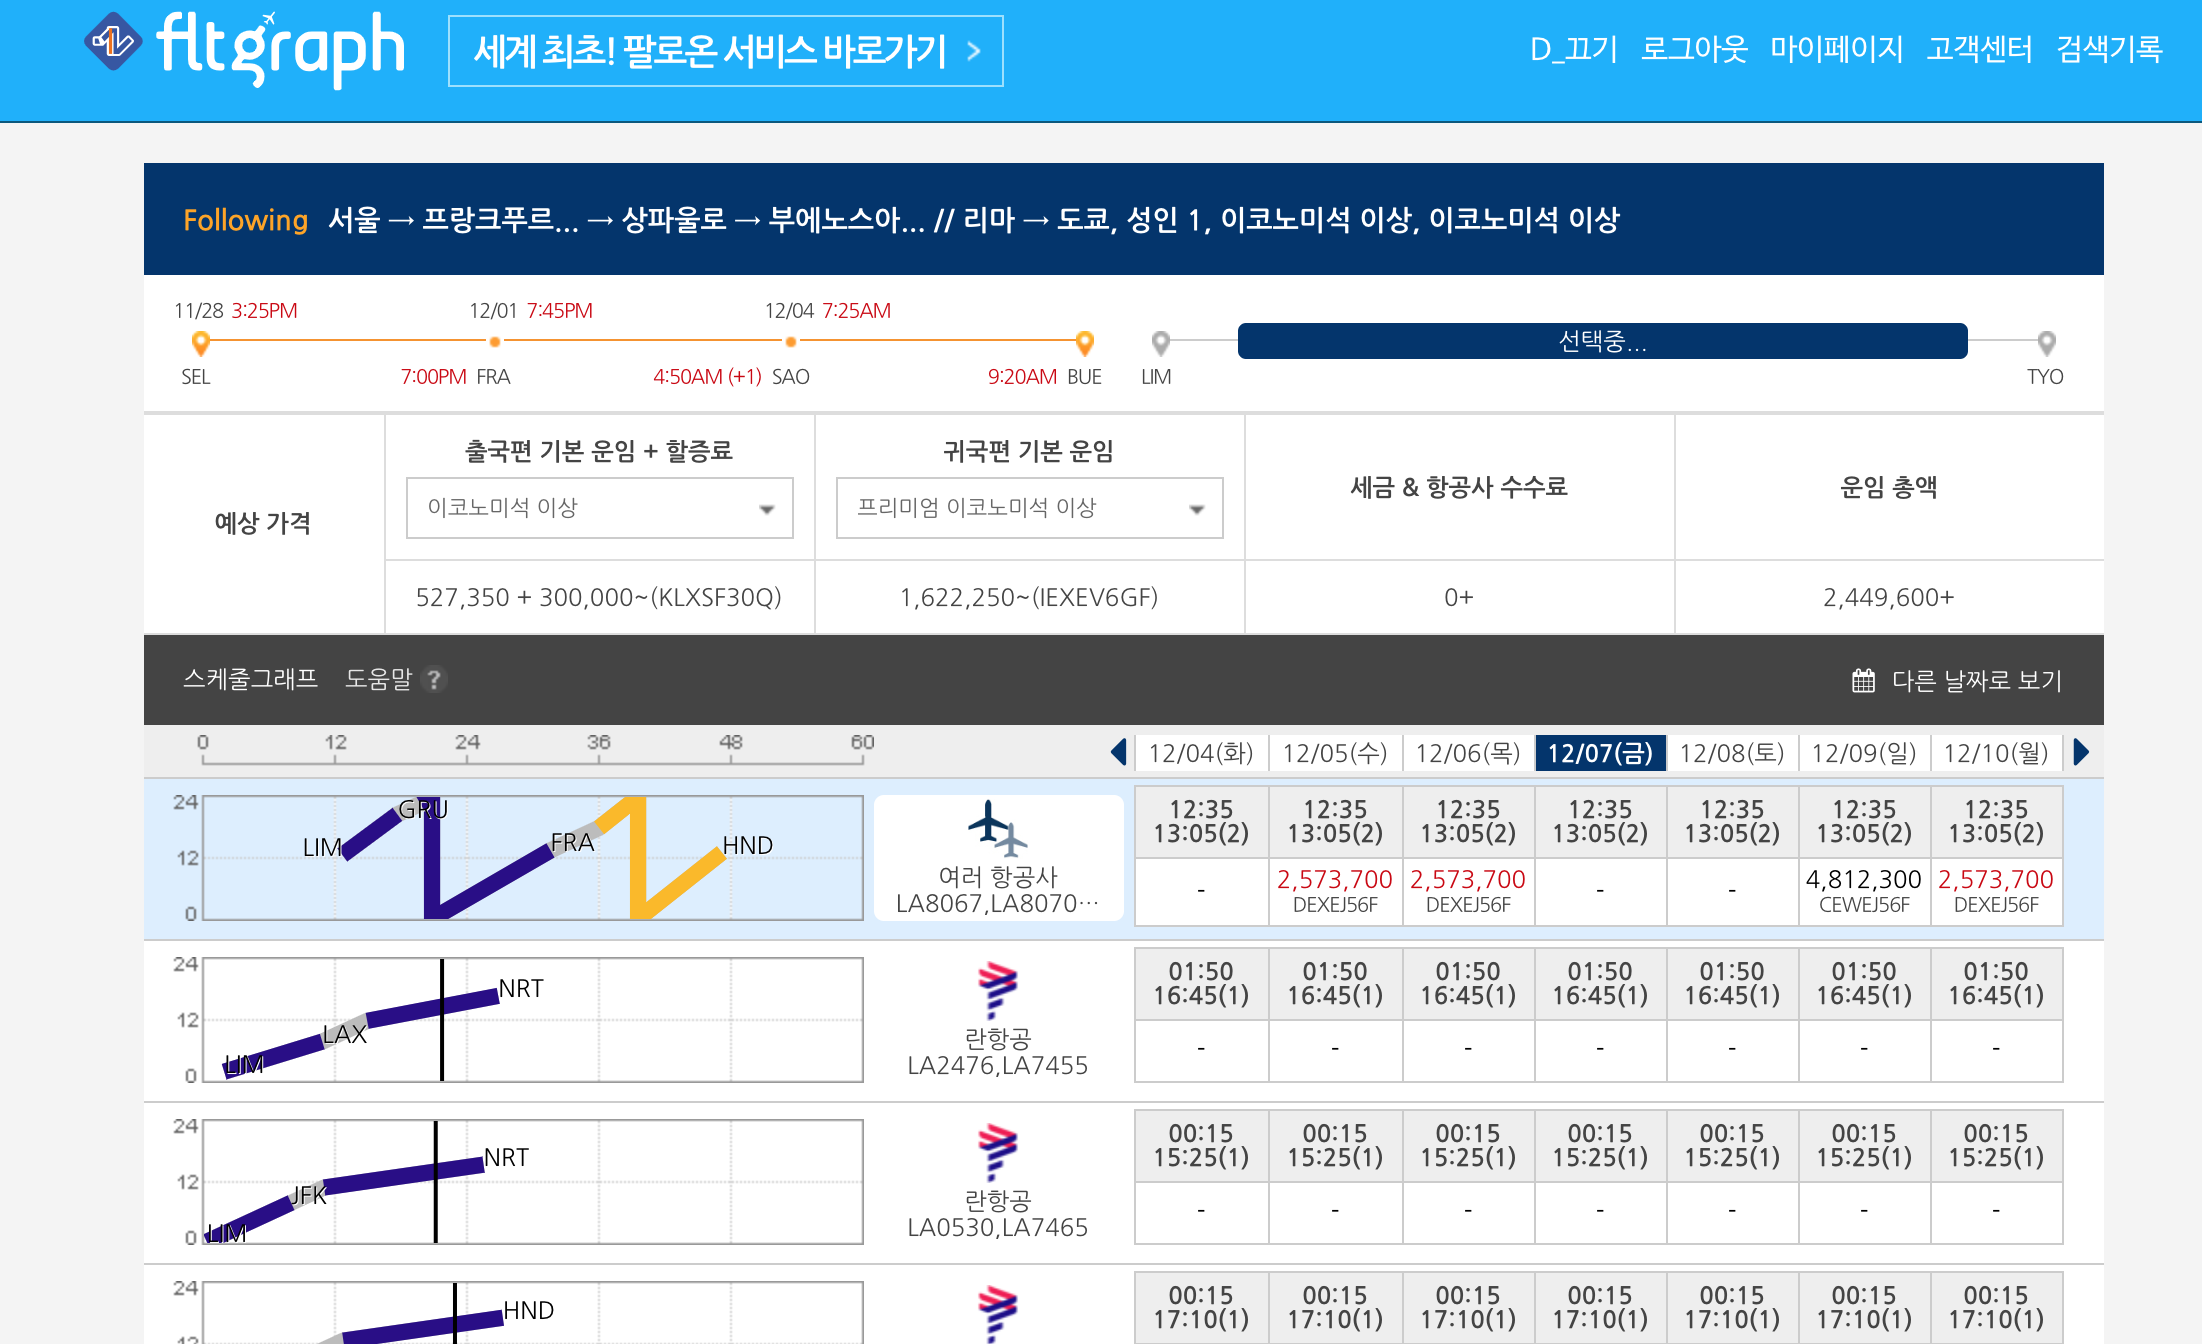 fltgraph
세계 최초! 팔로온 서비스 바로가기 >
D_끄기 로그아웃 마이페이지 고객센터 검색기록
Following 서울 → 프랑크푸르... → 상파울로 → 부에노스아... // 리마 → 도쿄, 성인 1, 이코노미석 이상, 이코노미석 이상
11/28 3:25PM 12/01 7:45PM 12/04 7:25AM
선택중...
SEL 7:00PM FRA 4:50AM (+1) SAO 9:20AM BUE LIM TYO
예상 가격
출국편 기본 운임 + 할증료 귀국편 기본 운임 세금 & 항공사 수수료 운임 총액
이코노미석 이상 프리미엄 이코노미석 이상
527,350 + 300,000~(KLXSF30Q) 1,622,250~(IEXEV6GF) 0+ 2,449,600+
스케줄그래프 도움말 ? 다른 날짜로 보기
0 12 24 36 48 60
12/04(화) 12/05(수) 12/06(목) 12/07(금) 12/08(토) 12/09(일) 12/10(월)
24 12 0 LIM GRU FRA HND
여러 항공사
LA8067,LA8070…
12:35 12:35 12:35 12:35 12:35 12:35 12:35
13:05(2) 13:05(2) 13:05(2) 13:05(2) 13:05(2) 13:05(2) 13:05(2)
- 2,573,700 2,573,700 - - 4,812,300 2,573,700
DEXEJ56F DEXEJ56F CEWEJ56F DEXEJ56F
24 12 0 LIM LAX NRT
란항공
LA2476,LA7455
01:50 01:50 01:50 01:50 01:50 01:50 01:50
16:45(1) 16:45(1) 16:45(1) 16:45(1) 16:45(1) 16:45(1) 16:45(1)
- - - - - - -
24 12 0 LIM JFK NRT
란항공
LA0530,LA7465
00:15 00:15 00:15 00:15 00:15 00:15 00:15
15:25(1) 15:25(1) 15:25(1) 15:25(1) 15:25(1) 15:25(1) 15:25(1)
- - - - - - -
24 12 HND
00:15 00:15 00:15 00:15 00:15 00:15 00:15
17:10(1) 17:10(1) 17:10(1) 17:10(1) 17:10(1) 17:10(1) 17:10(1)